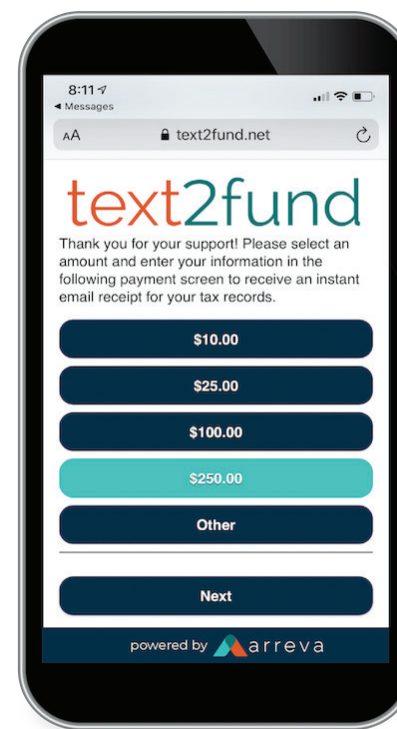 8:11
Messages
AA text2fund.net
text2fund
Thank you for your support! Please select an
amount and enter your information in the
following payment screen to receive an instant
email receipt for your tax records.
$10.00
$25.00
$100.00
$250.00
Other
Next
powered by arreva